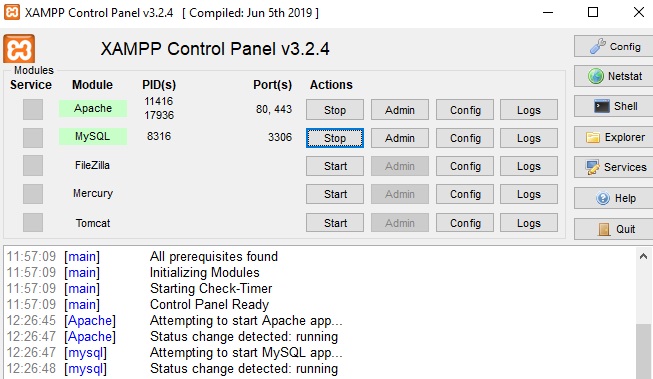 XAMPP Control Panel v3.2.4 [ Compiled: Jun 5th 2019 ]
XAMPP Control Panel v3.2.4
Config
Modules
Service Module PID(s) Port(s) Actions
Netstat
Apache 11416 17936 80, 443 Stop Admin Config Logs
Shell
MySQL 8316 3306 Stop Admin Config Logs
Explorer
FileZilla Start Admin Config Logs
Services
Mercury Start Admin Config Logs
Help
Tomcat Start Admin Config Logs
Quit
11:57:09 [main] All prerequisites found
11:57:09 [main] Initializing Modules
11:57:09 [main] Starting Check-Timer
11:57:09 [main] Control Panel Ready
12:26:45 [Apache] Attempting to start Apache app...
12:26:47 [Apache] Status change detected: running
12:26:47 [mysql] Attempting to start MySQL app...
12:26:48 [mysql] Status change detected: running